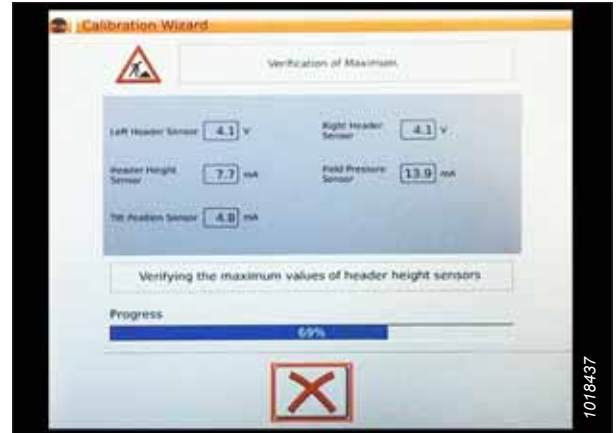 Calibration Wizard
Verification of Maximum
Left Header Sensor 4.1 V
Right Header
Sensor 4.1 V
Header Height
Sensor 7.7 mA
Field Pressure
Sensor 13.9 mA
Tilt Position Sensor 4.8 mA
Verifying the maximum values of header height sensors
Progress
69%
1018437